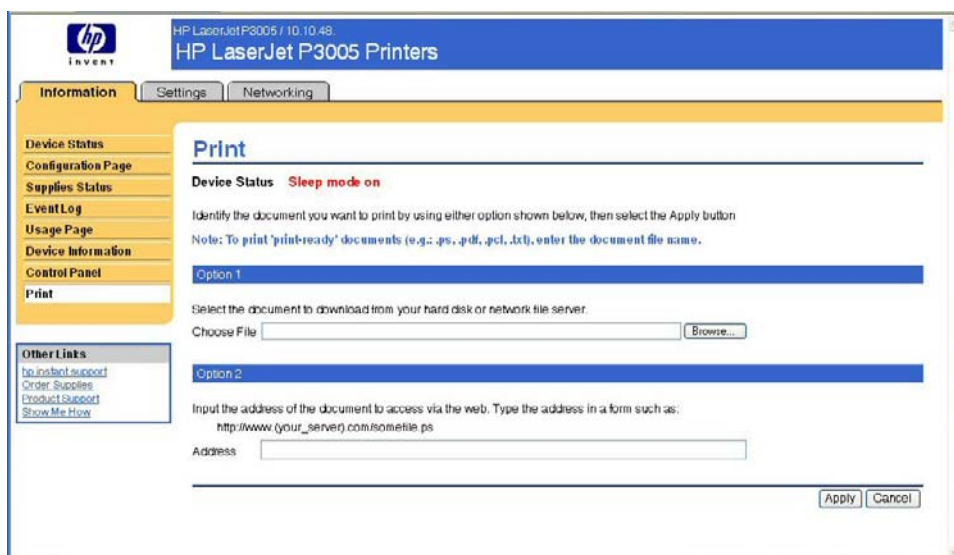 hp
invent
HP LaserJet P3005 / 10.10.48.
HP LaserJet P3005 Printers
Information
Settings
Networking
Device Status
Configuration Page
Supplies Status
Event Log
Usage Page
Device Information
Control Panel
Print
Other Links
hp instant support
Order Supplies
Product Support
Show Me How
Print
Device Status Sleep mode on
Identify the document you want to print by using either option shown below, then select the Apply button
Note: To print 'print-ready' documents (e.g.: .ps, .pdf, .pcl, .txt), enter the document file name.
Option 1
Select the document to download from your hard disk or network file server.
Choose File Browse...
Option 2
Input the address of the document to access via the web. Type the address in a form such as:
http://www.(your_server).com/somefile.ps
Address
Apply Cancel